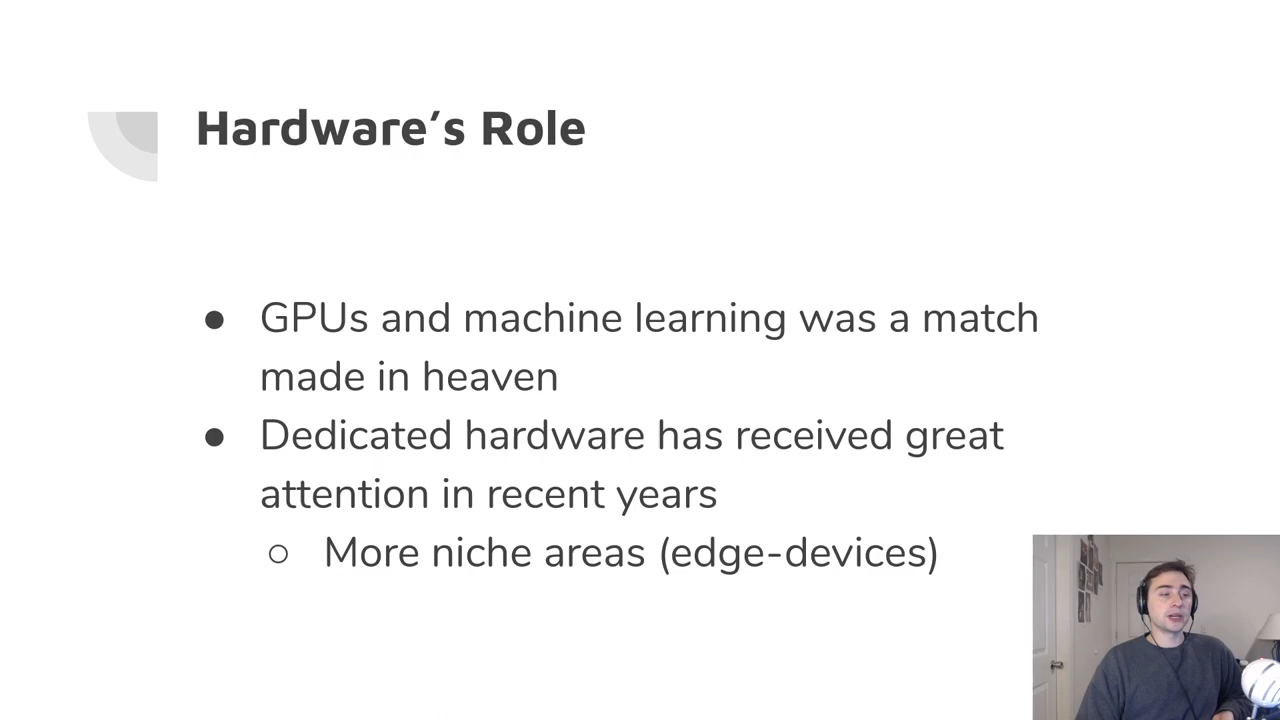 Hardware’s Role
● GPUs and machine learning was a match
made in heaven
● Dedicated hardware has received great
attention in recent years
○ More niche areas (edge-devices)